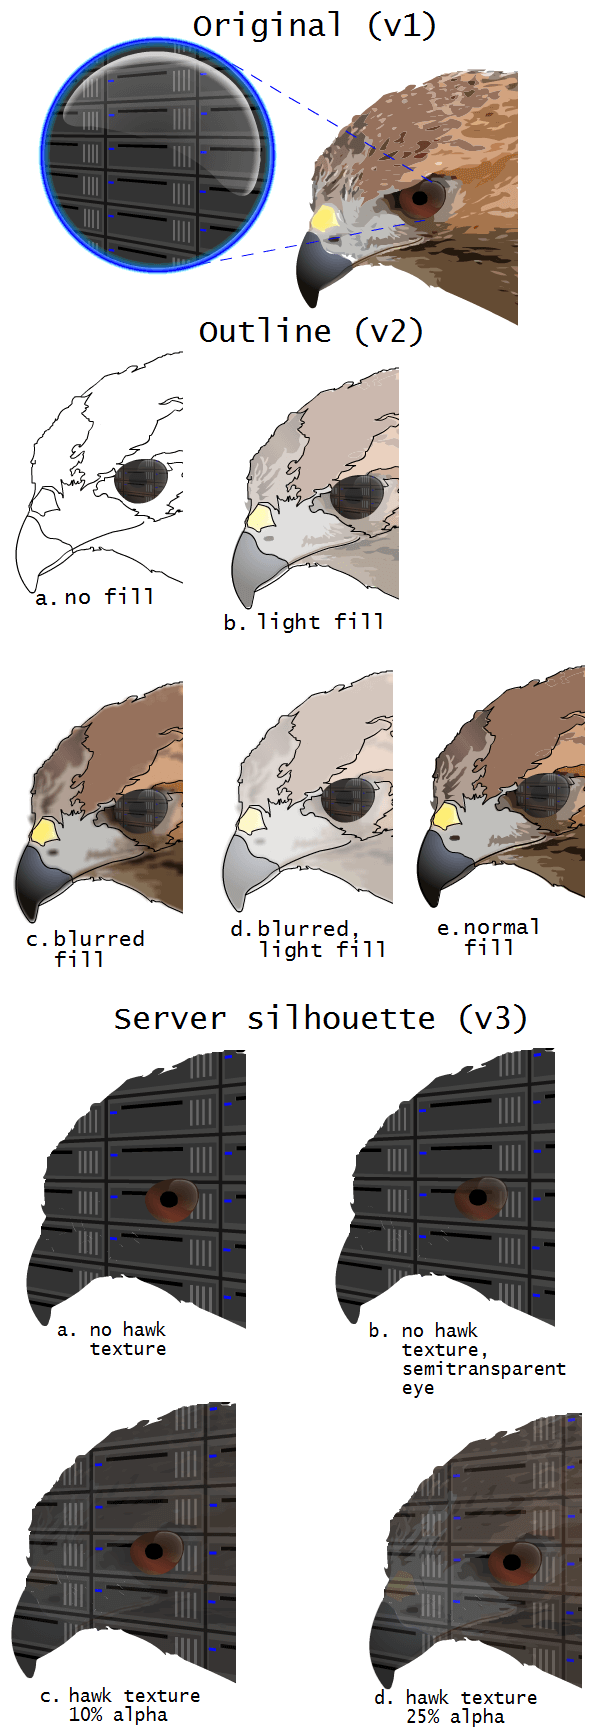 Original (v1)
Outline (v2)
a. no fill
b. light fill
c. blurred
fill
d. blurred,
light fill
e. normal
fill
Server silhouette (v3)
a. no hawk
texture
b. no hawk
texture,
semitransparent
eye
c. hawk texture
10% alpha
d. hawk texture
25% alpha